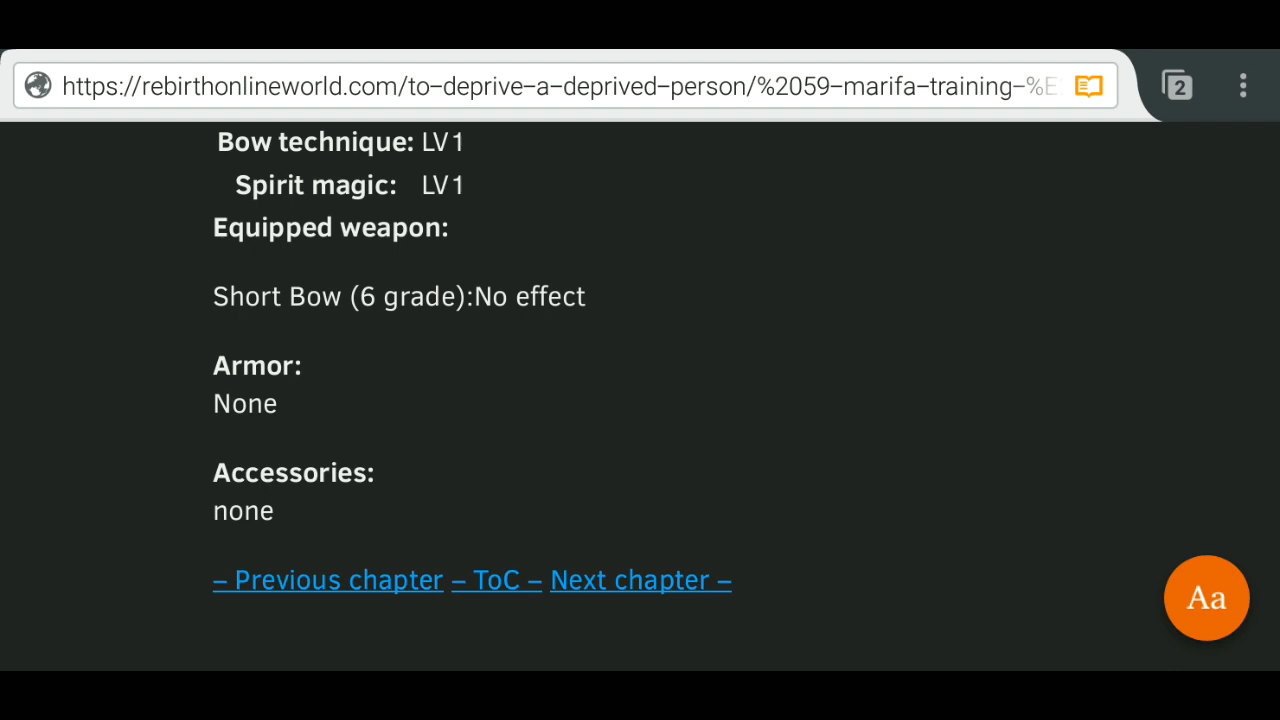 https://rebirthonlineworld.com/to-deprive-a-deprived-person/%2059-marifa-training-%E
2
Bow technique: LV1
Spirit magic: LV1
Equipped weapon:
Short Bow (6 grade):No effect
Armor:
None
Accessories:
none
– Previous chapter – ToC – Next chapter –
Aa